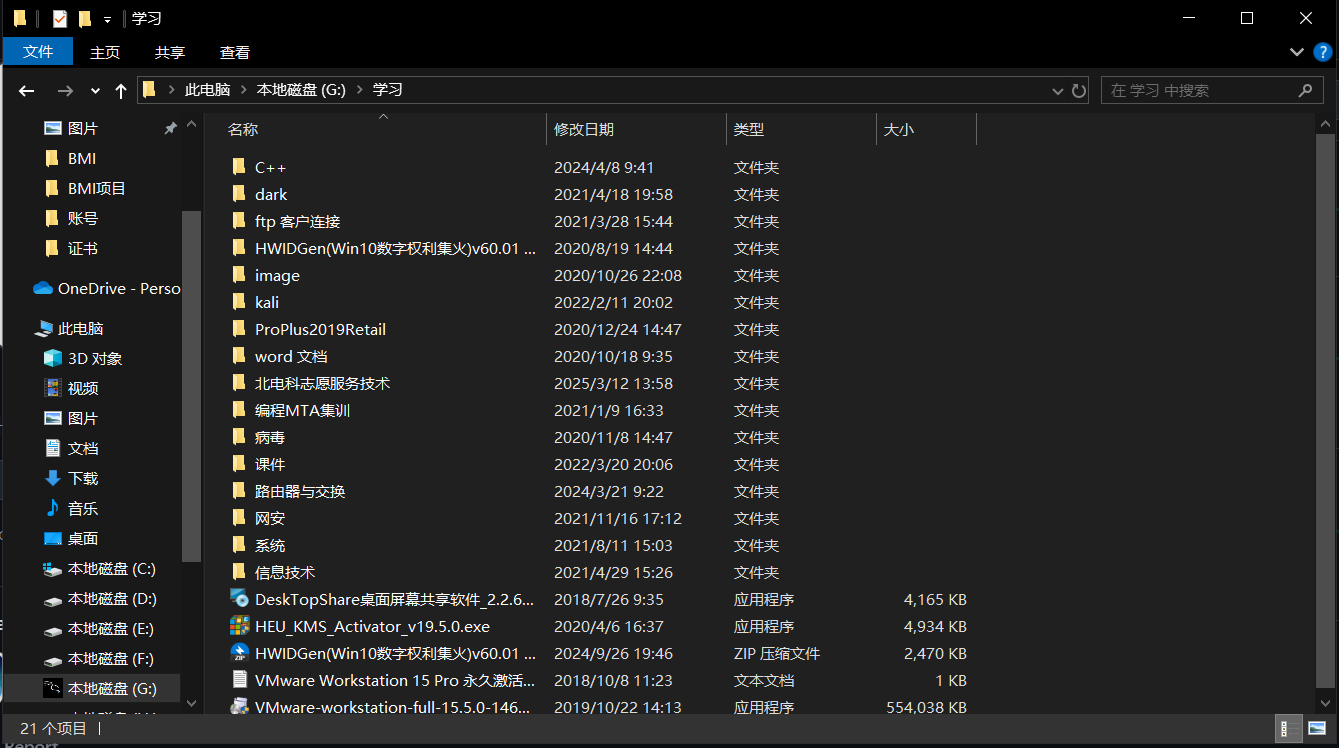 学习
文件 主页 共享 查看
此电脑 本地磁盘 (G:) 学习 在 学习 中搜索
图片
BMI
BMI项目
账号
证书
OneDrive - Perso
此电脑
3D 对象
视频
图片
文档
下载
音乐
桌面
本地磁盘 (C:)
本地磁盘 (D:)
本地磁盘 (E:)
本地磁盘 (F:)
本地磁盘 (G:)
名称 修改日期 类型 大小
C++ 2024/4/8 9:41 文件夹
dark 2021/4/18 19:58 文件夹
ftp 客户连接 2021/3/28 15:44 文件夹
HWIDGen(Win10数字权利集火)v60.01 ... 2020/8/19 14:44 文件夹
image 2020/10/26 22:08 文件夹
kali 2022/2/11 20:02 文件夹
ProPlus2019Retail 2020/12/24 14:47 文件夹
word 文档 2020/10/18 9:35 文件夹
北电科志愿服务技术 2025/3/12 13:58 文件夹
编程MTA集训 2021/1/9 16:33 文件夹
病毒 2020/11/8 14:47 文件夹
课件 2022/3/20 20:06 文件夹
路由器与交换 2024/3/21 9:22 文件夹
网安 2021/11/16 17:12 文件夹
系统 2021/8/11 15:03 文件夹
信息技术 2021/4/29 15:26 文件夹
DeskTopShare桌面屏幕共享软件_2.2.6... 2018/7/26 9:35 应用程序 4,165 KB
HEU_KMS_Activator_v19.5.0.exe 2020/4/6 16:37 应用程序 4,934 KB
HWIDGen(Win10数字权利集火)v60.01 ... 2024/9/26 19:46 ZIP 压缩文件 2,470 KB
VMware Workstation 15 Pro 永久激活... 2018/10/8 11:23 文本文档 1 KB
VMware-workstation-full-15.5.0-146... 2019/10/22 14:13 应用程序 554,038 KB
21 个项目